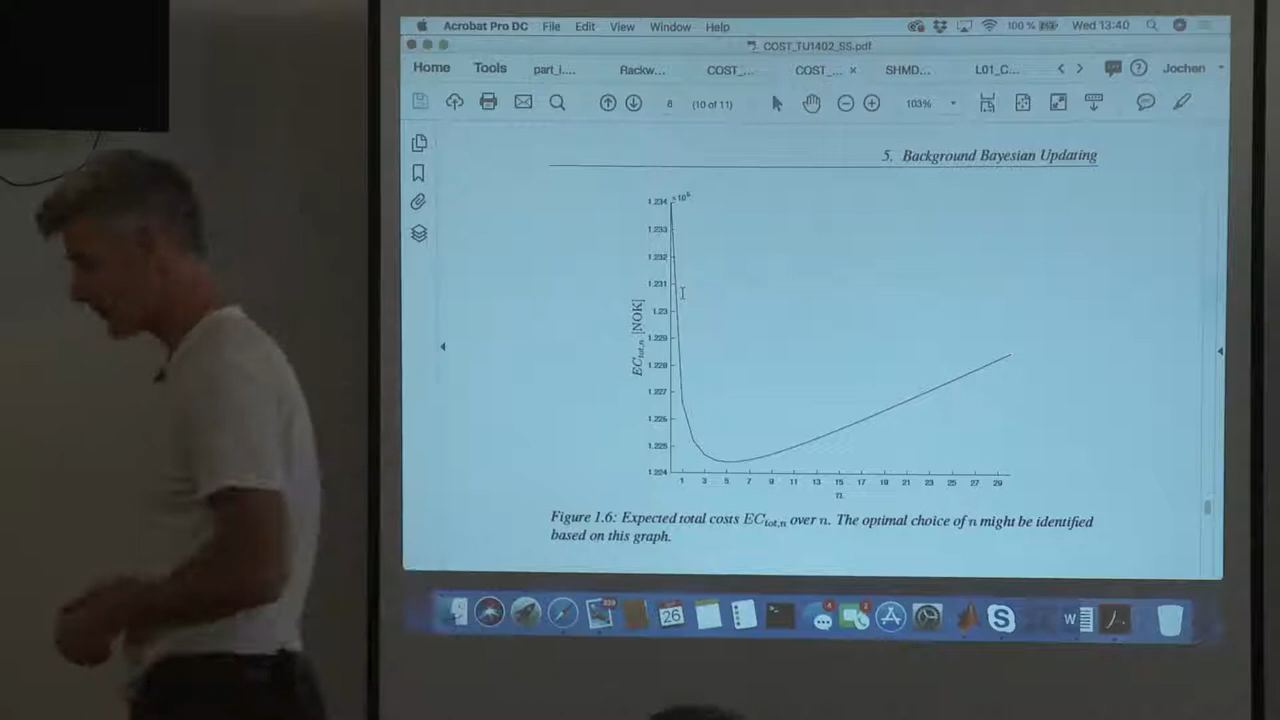 Acrobat Pro DC File Edit View Window Help 100 % Wed 13:40
COST_TU1402_SS.pdf
Home Tools part_i.... Rackw... COST_... COST_... × SHMD... L01_C... Jochen
8 (10 of 11) 103%
5. Background Bayesian Updating
×10
1.234
1.233
1.232
1.231
1.23
1.229
1.228
1.227
1.226
1.225
1.224
EC tot,n [NOK]
1 3 5 7 9 11 13 15 17 19 21 23 25 27 29
n
Figure 1.6: Expected total costs EC tot,n over n. The optimal choice of n might be identified
based on this graph.
26
W
S